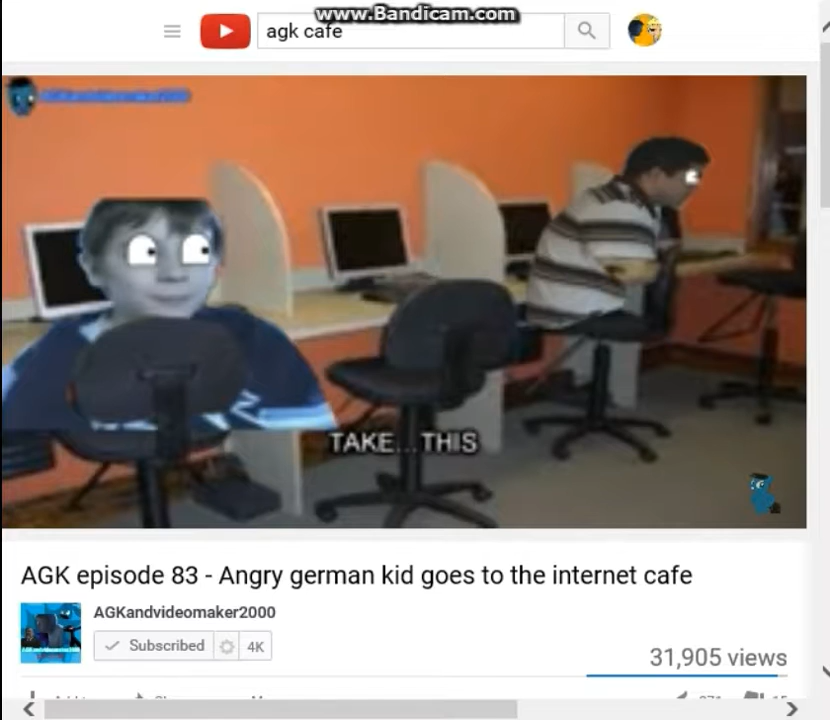 www.Bandicam.com
agk cafe
AGKandvideomaker2000
TAKE...THIS
AGK episode 83 - Angry german kid goes to the internet cafe
AGKandvideomaker2000
Subscribed 4K
31,905 views